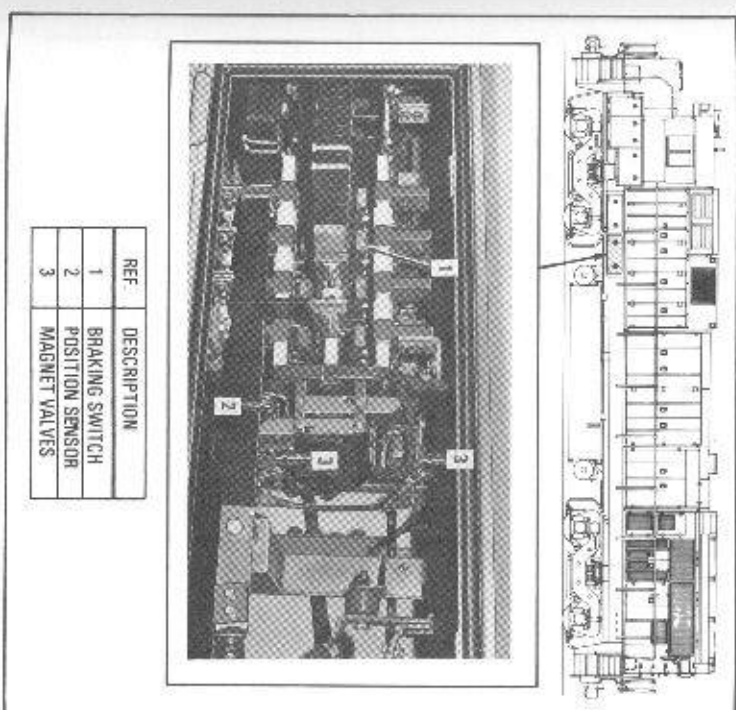 1
2
3
3
REF. DESCRIPTION
1 BRAKING SWITCH
2 POSITION SENSOR
3 MAGNET VALVES